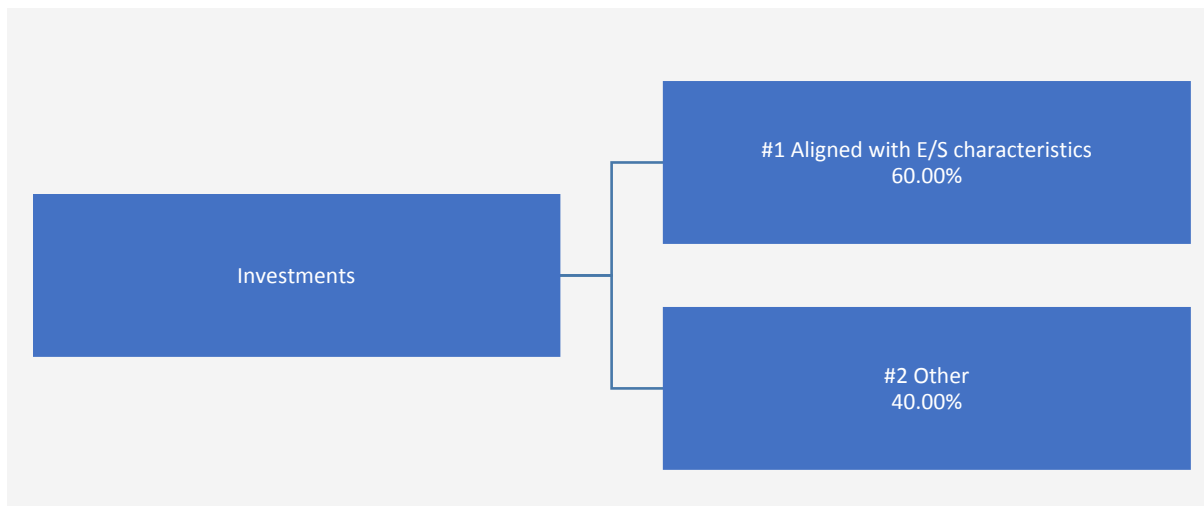 Investments
#1 Aligned with E/S characteristics
60.00%
#2 Other
40.00%